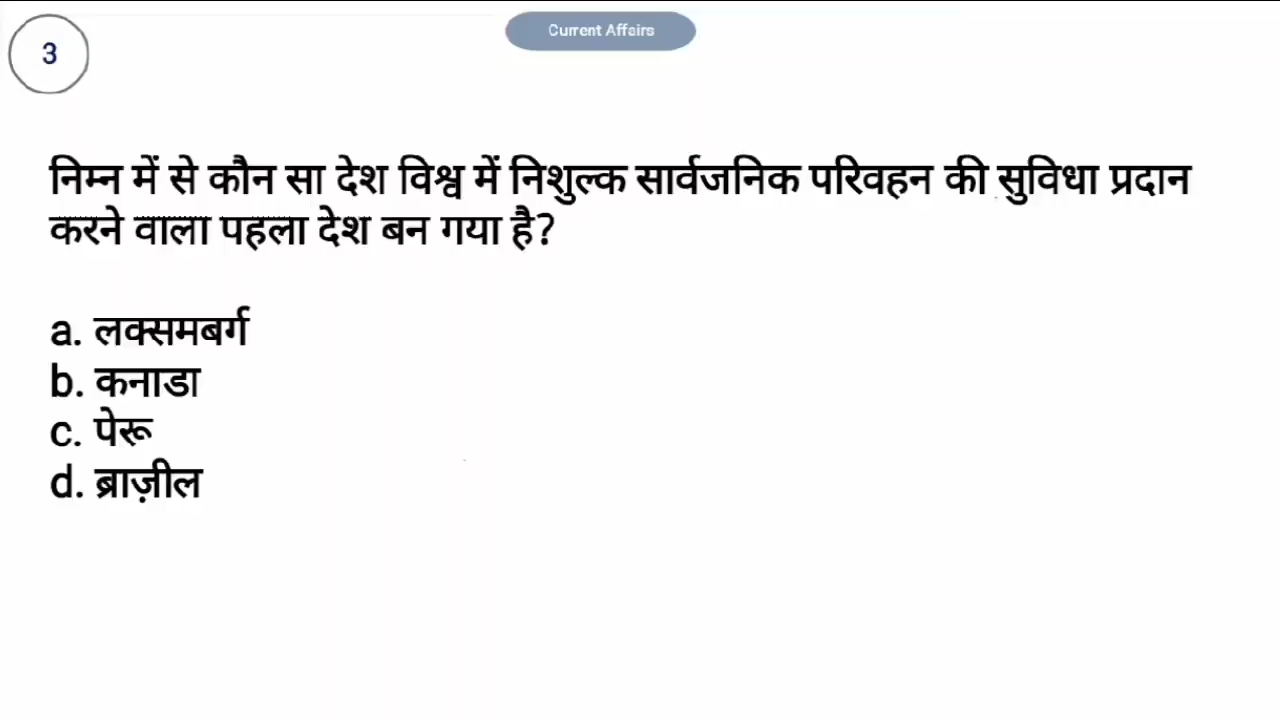 3
Current Affairs
निम्न में से कौन सा देश विश्व में निशुल्क सार्वजनिक परिवहन की सुविधा प्रदान
करने वाला पहला देश बन गया है?
a. लक्समबर्ग
b. कनाडा
c. पेरू
d. ब्राज़ील